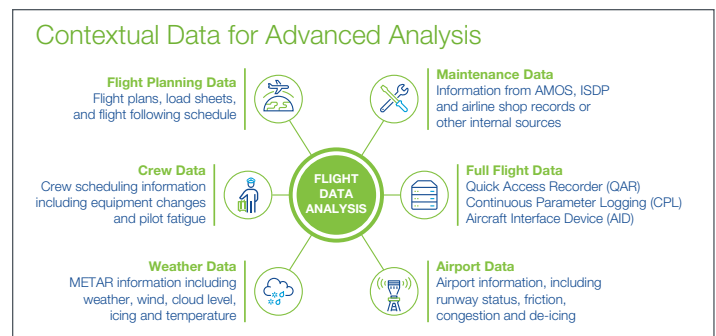 Contextual Data for Advanced Analysis
Flight Planning Data
Flight plans, load sheets,
and flight following schedule
Maintenance Data
Information from AMOS, ISDP
and airline shop records or
other internal sources
Crew Data
Crew scheduling information
including equipment changes
and pilot fatigue
FLIGHT
DATA
ANALYSIS
Full Flight Data
Quick Access Recorder (QAR)
Continuous Parameter Logging (CPL)
Aircraft Interface Device (AID)
Weather Data
METAR information including
weather, wind, cloud level,
icing and temperature
Airport Data
Airport information, including
runway status, friction,
congestion and de-icing